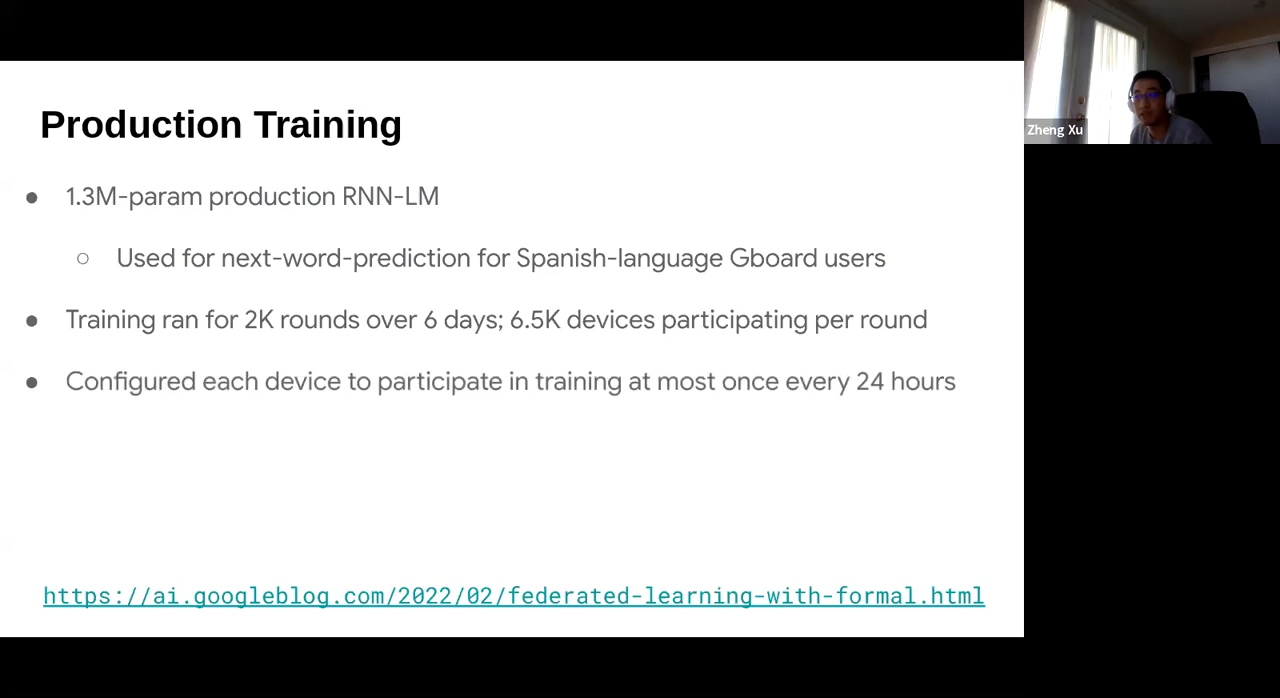 Production Training
● 1.3M-param production RNN-LM
○ Used for next-word-prediction for Spanish-language Gboard users
● Training ran for 2K rounds over 6 days; 6.5K devices participating per round
● Configured each device to participate in training at most once every 24 hours
https://ai.googleblog.com/2022/02/federated-learning-with-formal.html
Zheng Xu